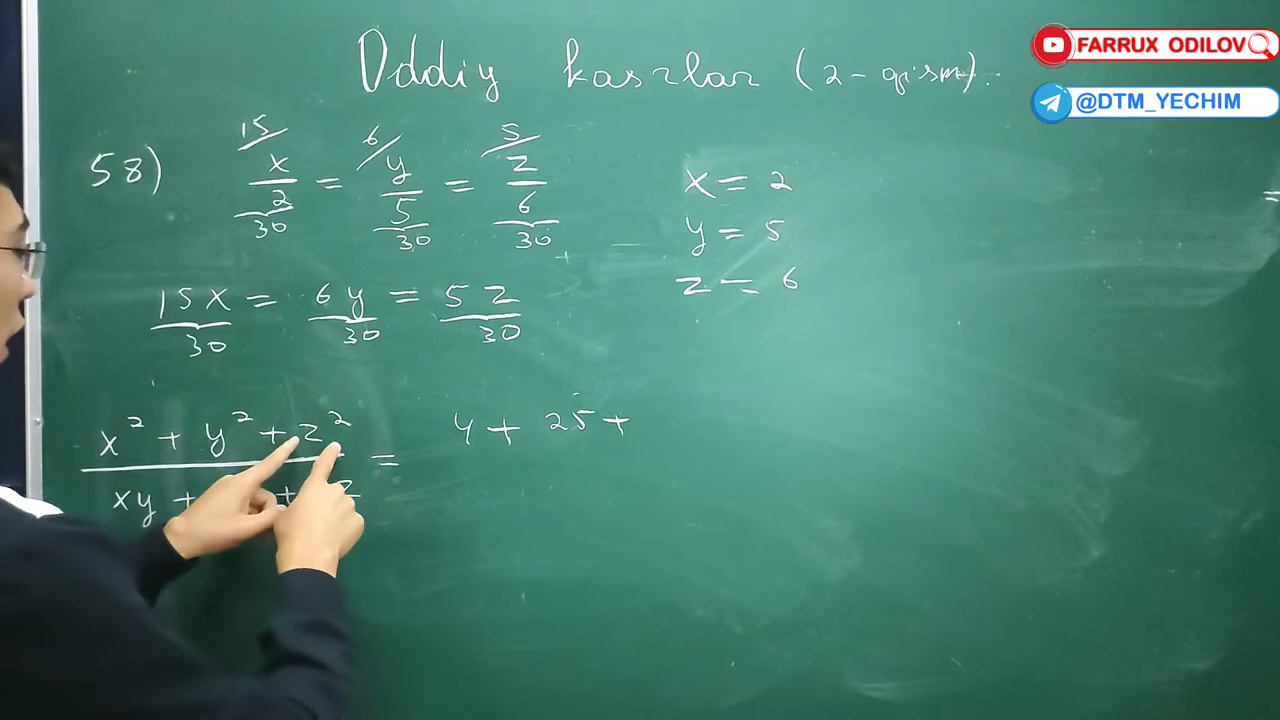 Oddiy kasrlar (2-qism).
FARRUX ODILOV
@DTM_YECHIM
58) 15/ x/2 = 6/ y/5 = 5/ z/6
30 30 30
x = 2
y = 5
z = 6
15x/30 = 6y/30 = 5z/30
x² + y² + z² = 4 + 25 +
xy + + z
=